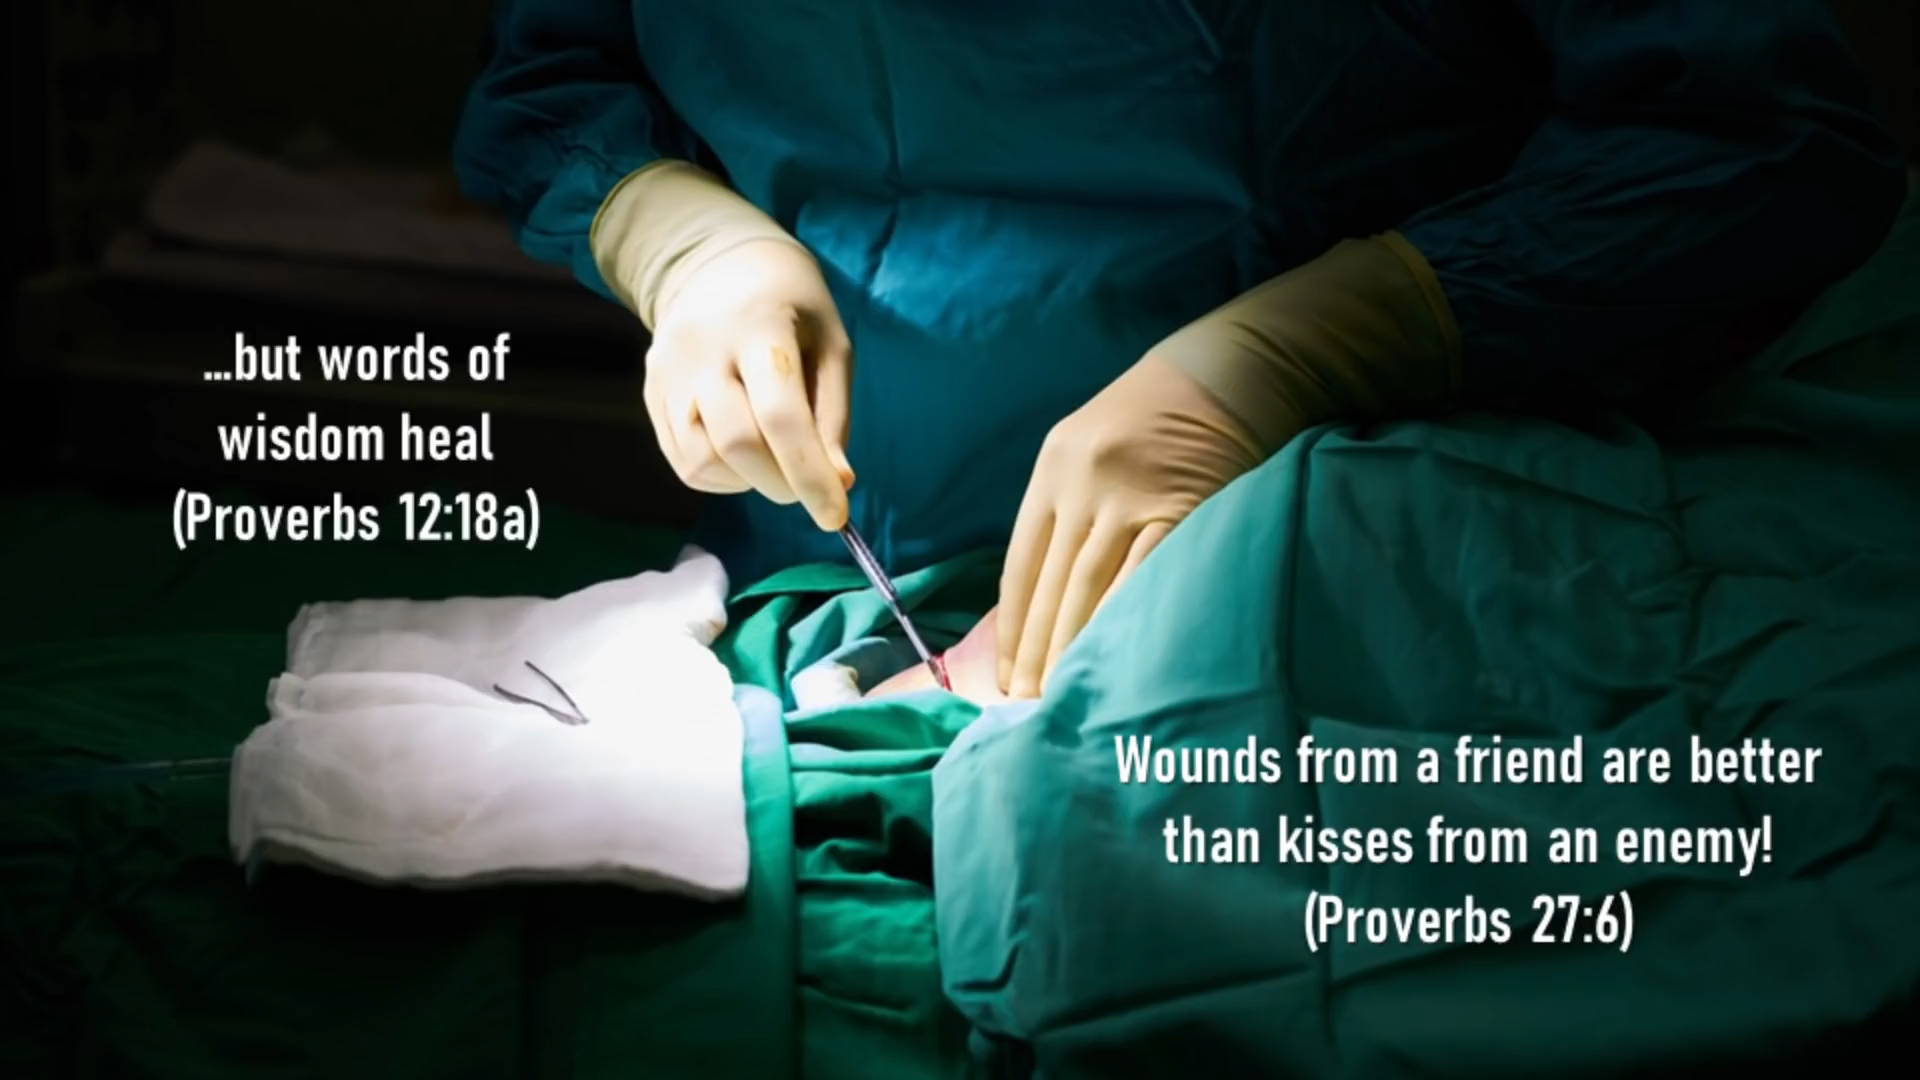 ...but words of
wisdom heal
(Proverbs 12:18a)
Wounds from a friend are better
than kisses from an enemy!
(Proverbs 27:6)